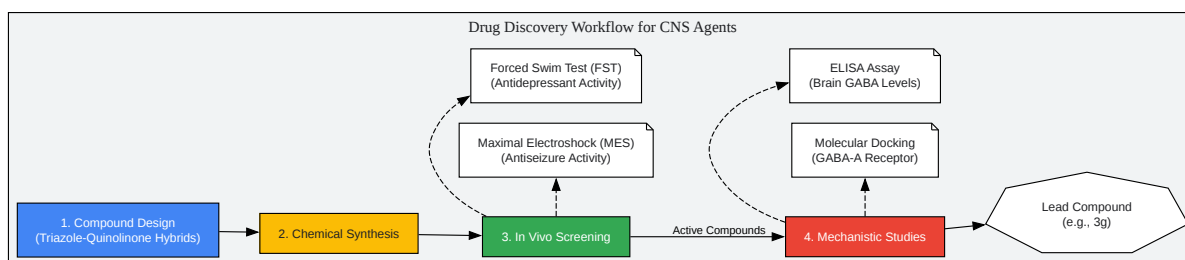 Drug Discovery Workflow for CNS Agents
Forced Swim Test (FST)
(Antidepressant Activity)
ELISA Assay
(Brain GABA Levels)
Maximal Electroshock (MES)
(Antiseizure Activity)
Molecular Docking
(GABA-A Receptor)
1. Compound Design
(Triazole-Quinolinone Hybrids)
2. Chemical Synthesis
3. In Vivo Screening
Active Compounds
4. Mechanistic Studies
Lead Compound
(e.g., 3g)